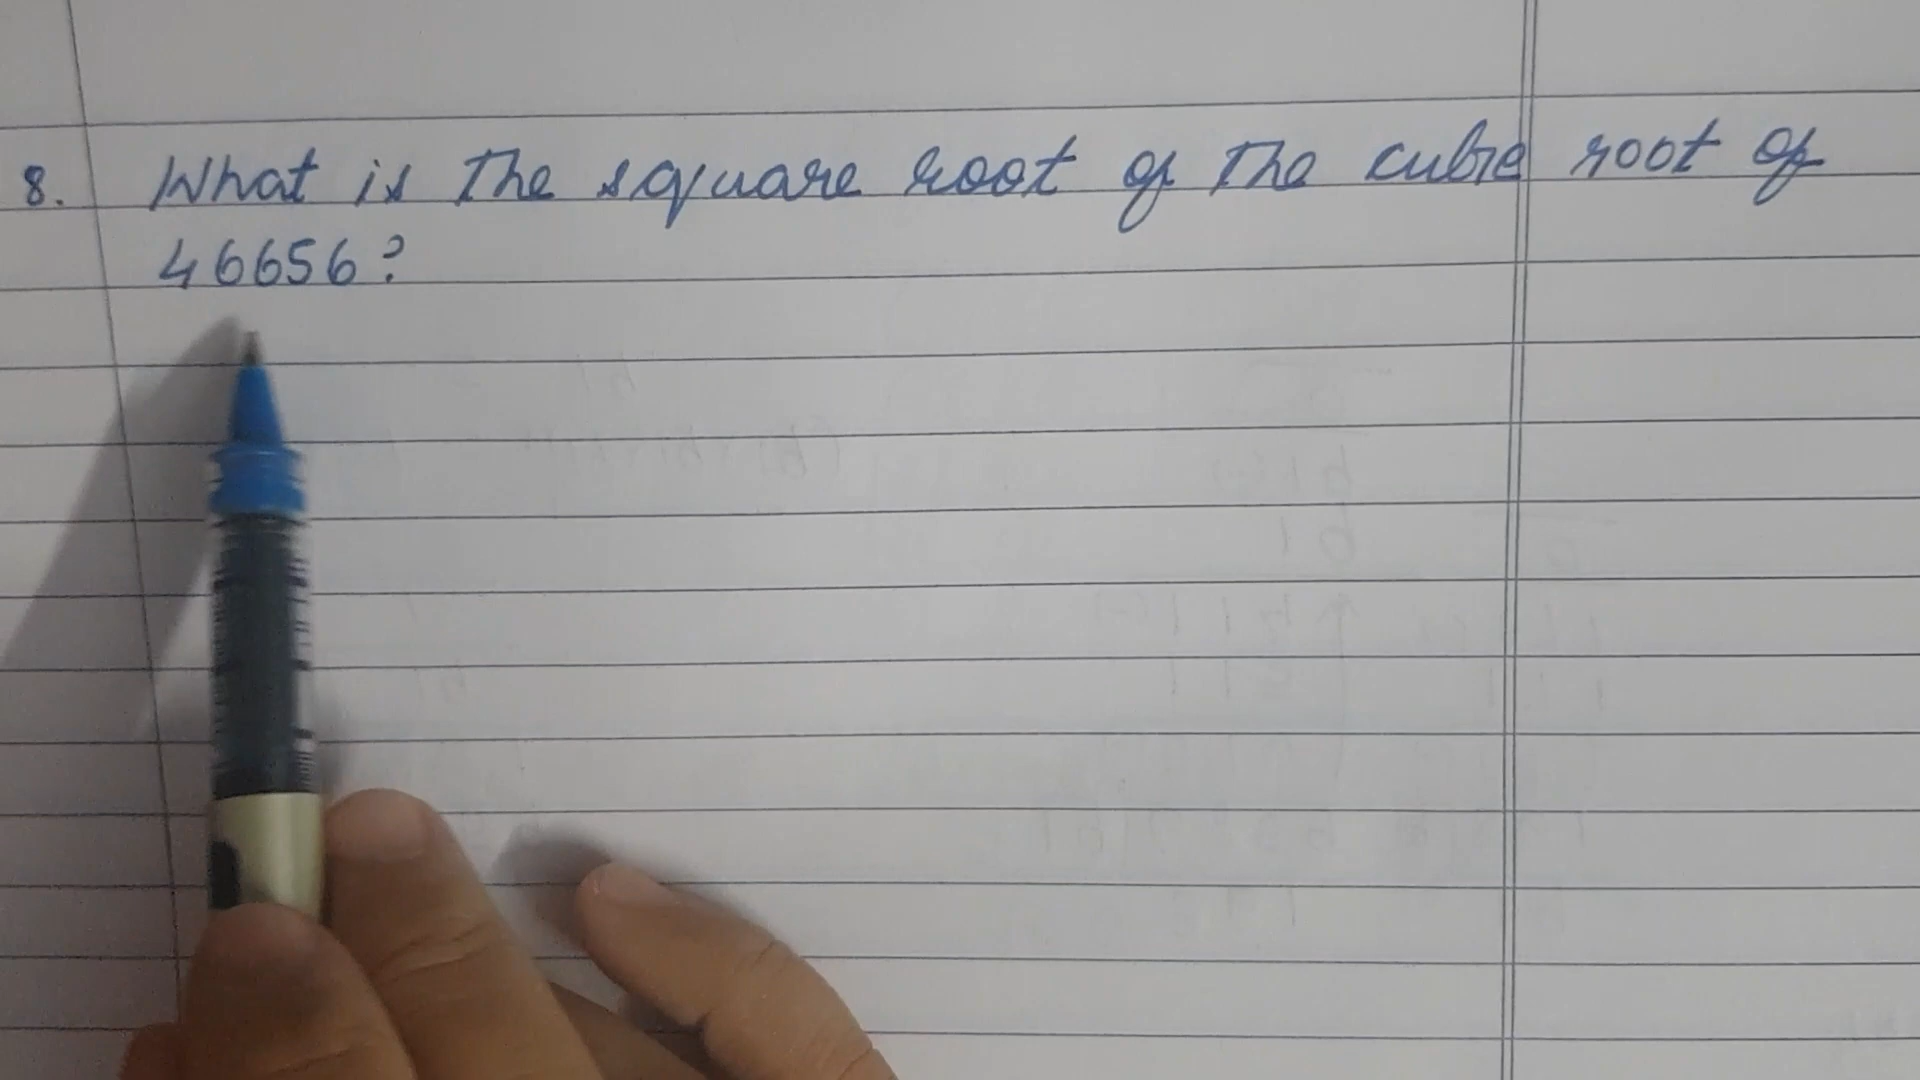 8. What is the square root of the cube root of
46656?